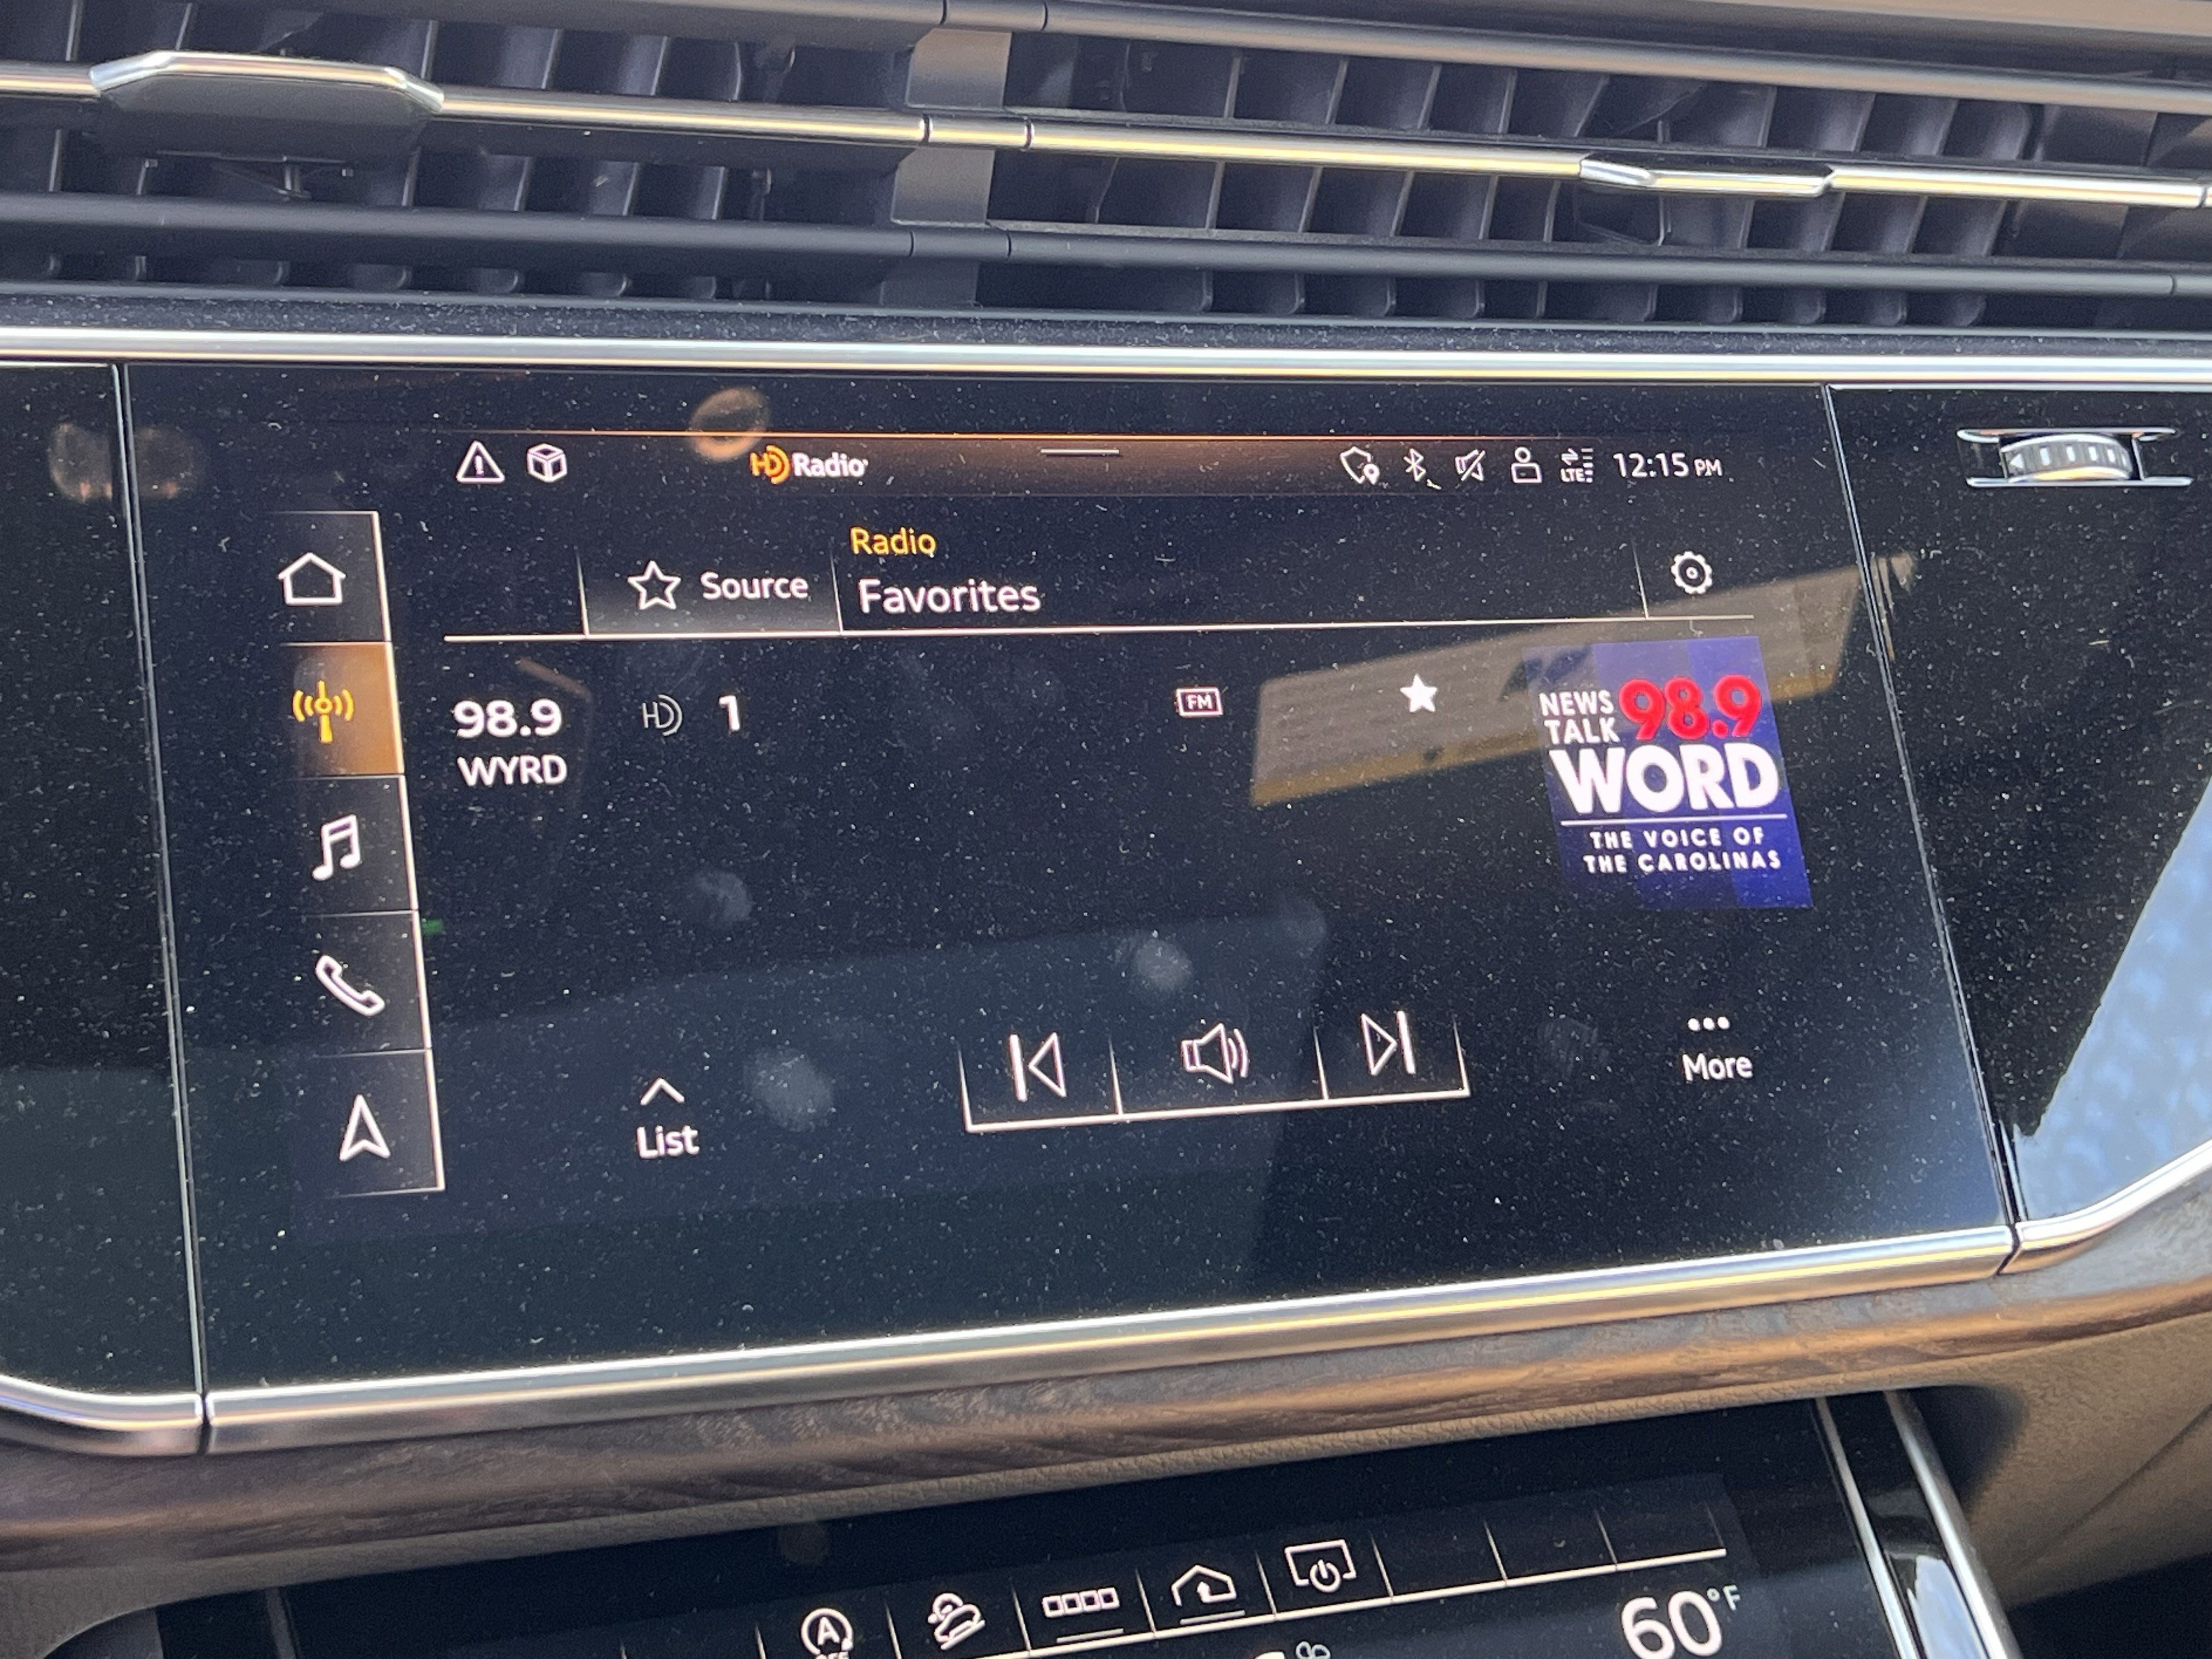 HD Radio
LTE
12:15 PM
Source
Radio
Favorites
98.9
HD 1
FM
WYRD
NEWS
TALK
98.9
WORD
THE VOICE OF
THE CAROLINAS
List
More
A
60°F